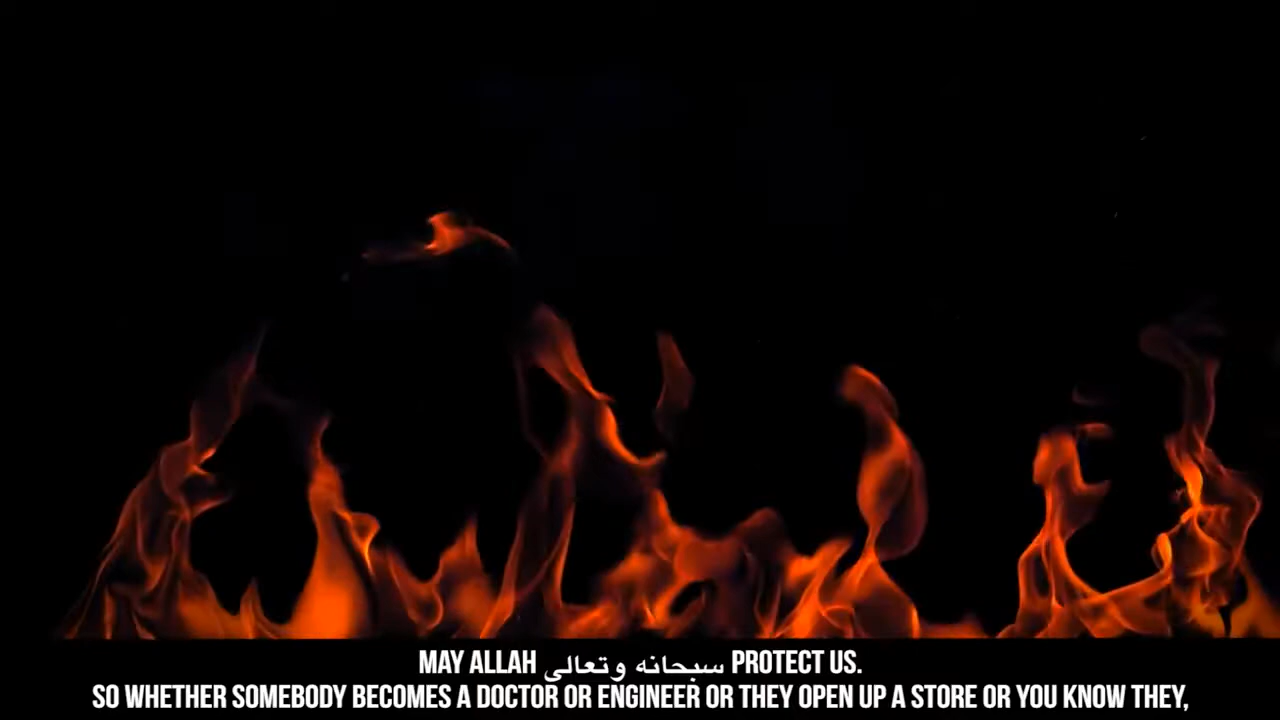 MAY ALLAH سبحانه وتعالى PROTECT US.
SO WHETHER SOMEBODY BECOMES A DOCTOR OR ENGINEER OR THEY OPEN UP A STORE OR YOU KNOW THEY,